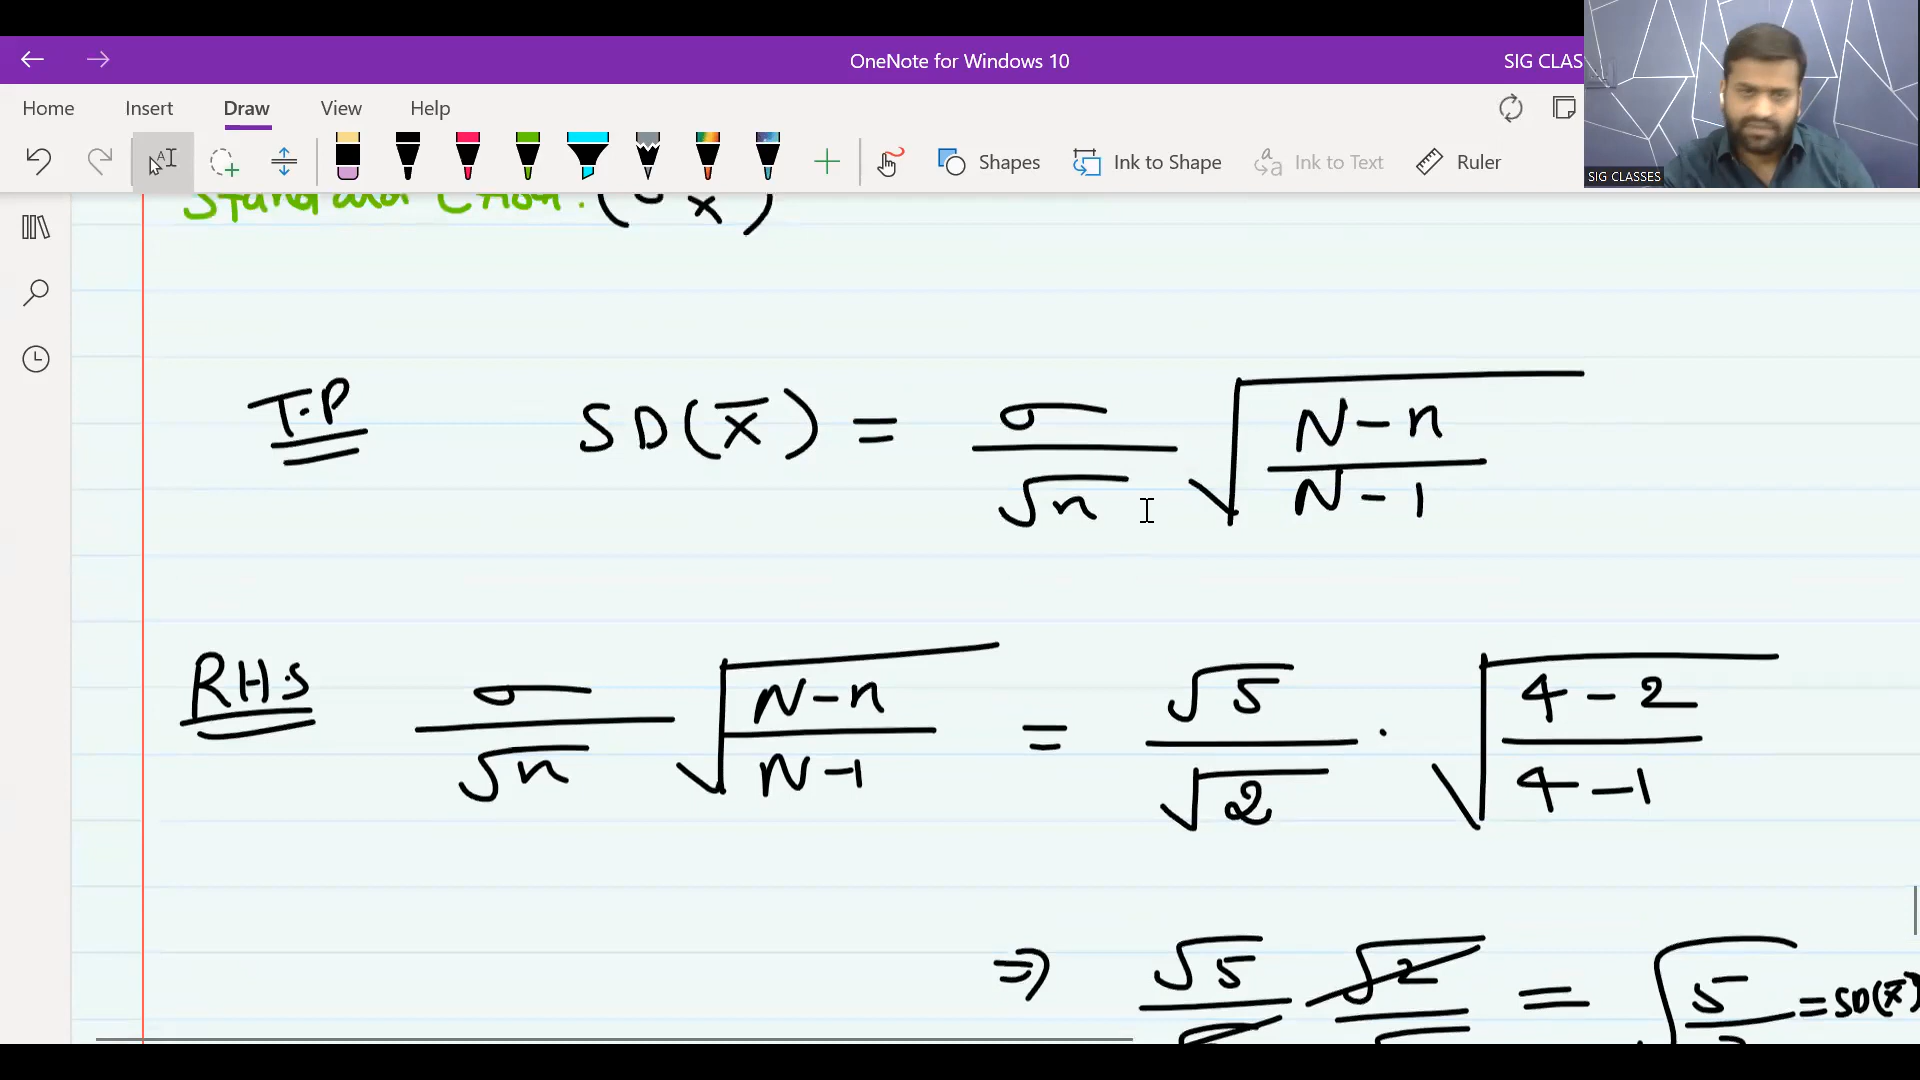 OneNote for Windows 10
SIG CLAS
Home Insert Draw View Help
Shapes Ink to Shape Ink to Text Ruler
SIG CLASSES
T.P SD(x̄) = σ/√n √((N-n)/(N-1))
RHS σ/√n √((N-n)/(N-1)) = √5/√2 · √((4-2)/(4-1))
⇒ √5 √2 = √5 = SD(x̄)